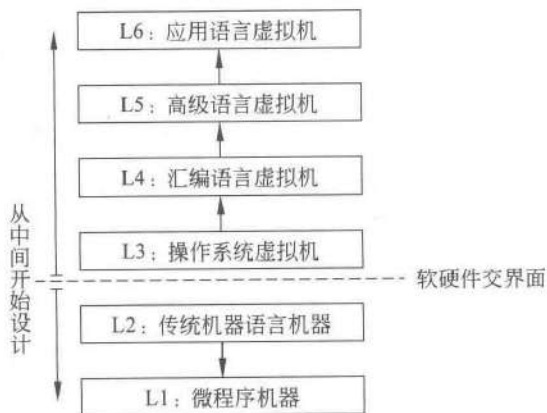 L6：应用语言虚拟机
L5：高级语言虚拟机
L4：汇编语言虚拟机
L3：操作系统虚拟机
软硬件交界面
L2：传统机器语言机器
L1：微程序机器
从中间开始设计